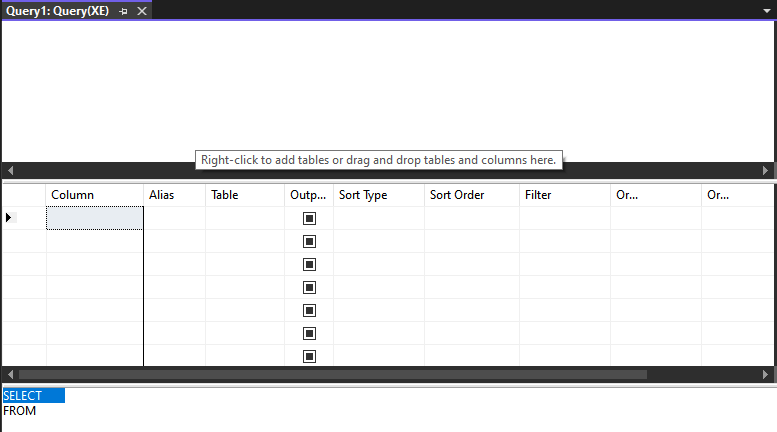 Query1: Query(XE)
Right-click to add tables or drag and drop tables and columns here.
Column Alias Table Outp... Sort Type Sort Order Filter Or... Or...
SELECT
FROM